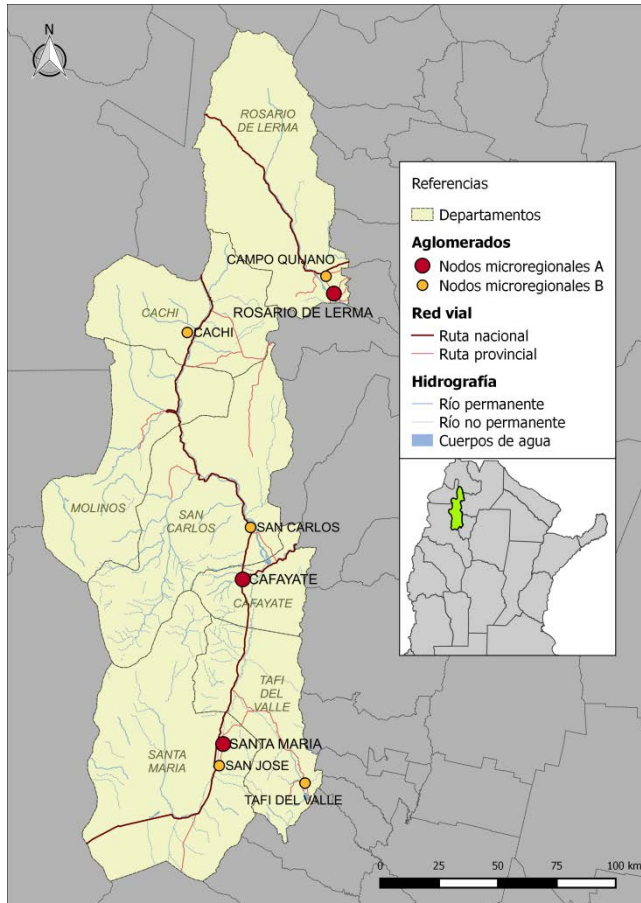 N
ROSARIO
DE LERMA
CAMPO QUNANO
ROSARIO DE LERMA
CACHI
CACHI
MOLINOS
SAN
CARLOS
SAN CARLOS
CAFAYATE
CAFAYATE
TAFI
DEL
VALLE
SANTA MARIA
SANTA
MARIA
SAN JOSE
TAFI DEL VALLE
Referencias
Departamentos
Aglomerados
Nodos microregionales A
Nodos microregionales B
Red vial
Ruta nacional
Ruta provincial
Hidrografía
Río permanente
Río no permanente
Cuerpos de agua
0 25 50 75 100 km